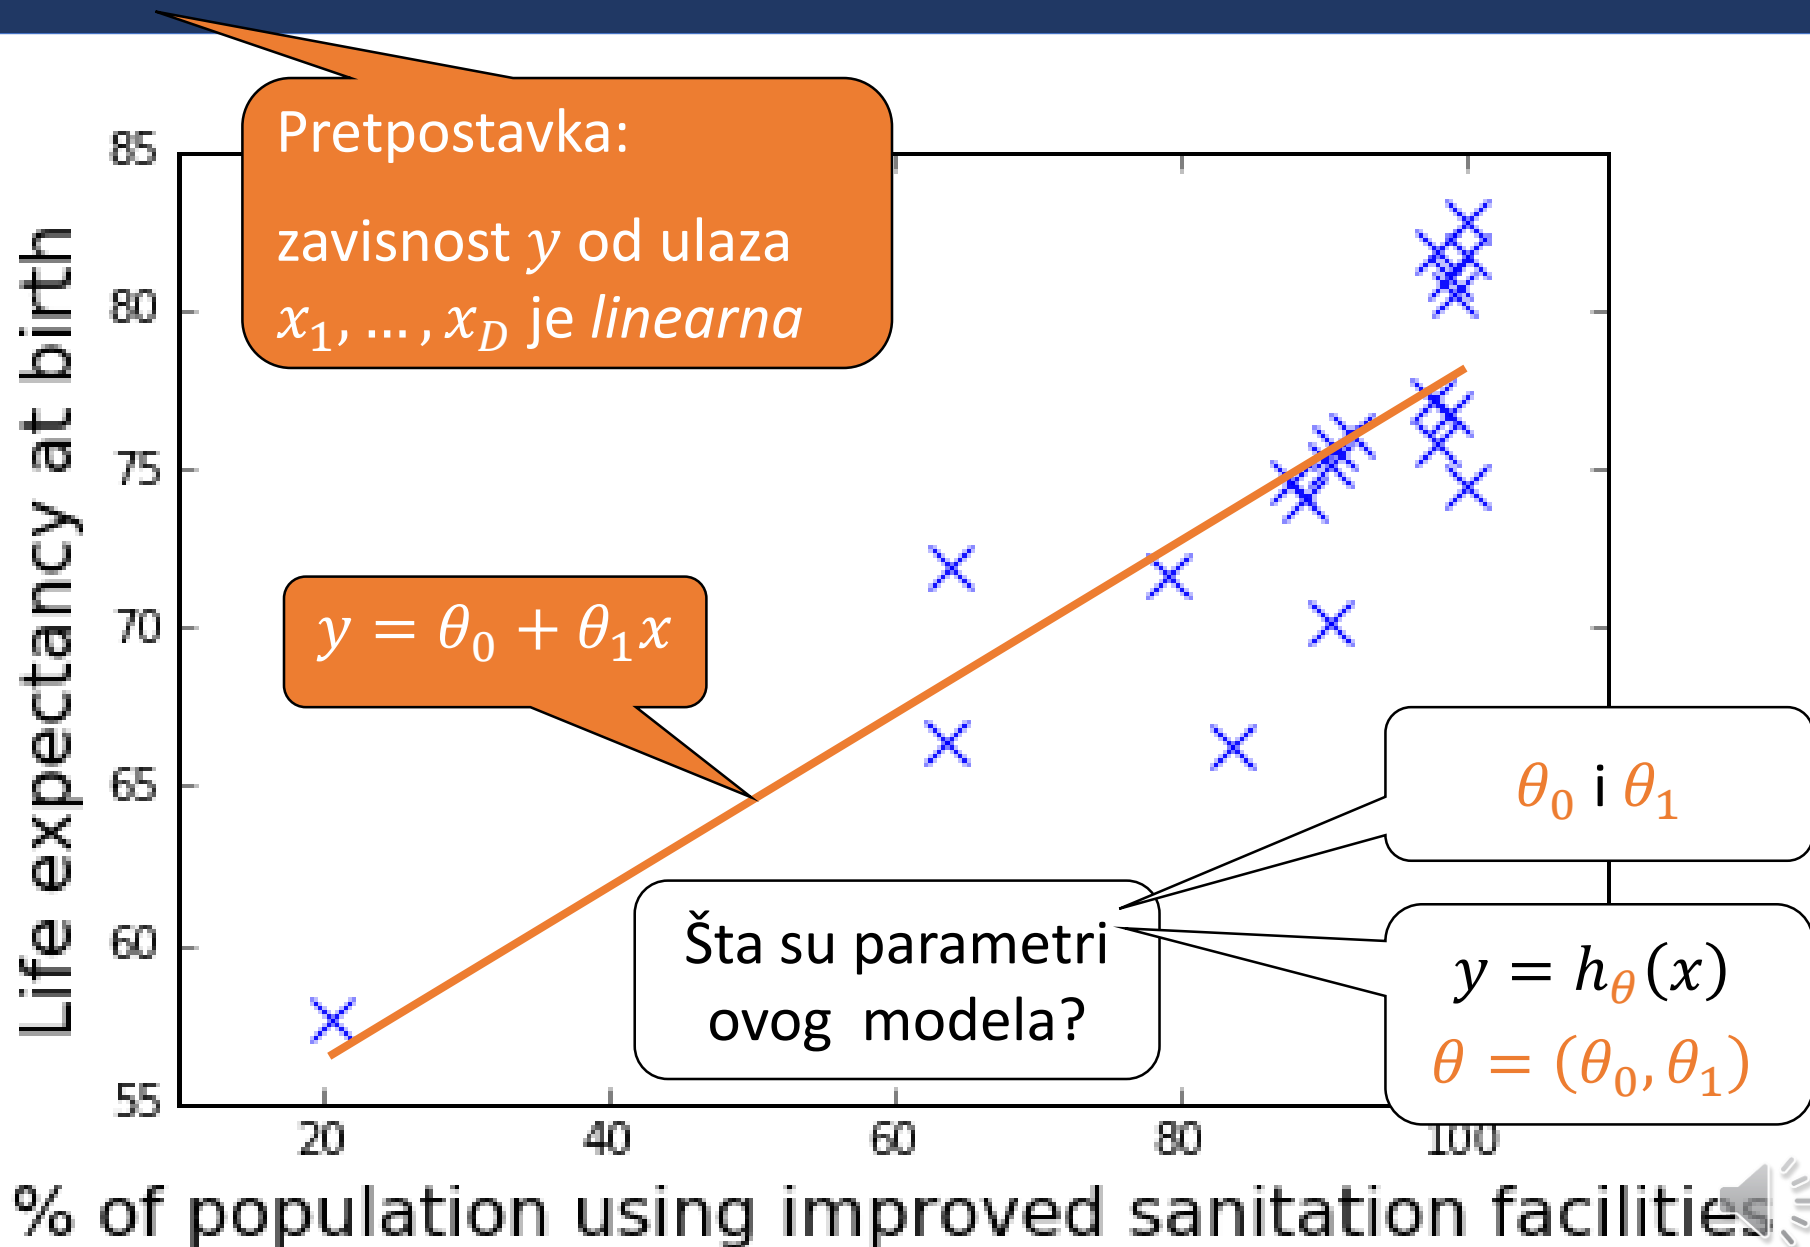 Pretpostavka:
zavisnost y od ulaza
x₁, … , x_D je linearna
y = θ₀ + θ₁x
θ₀ i θ₁
Šta su parametri
ovog modela?
y = h_θ(x)
θ = (θ₀, θ₁)
Life expectancy at birth
85
80
75
70
65
60
55
20 40 60 80 100
% of population using improved sanitation facilities